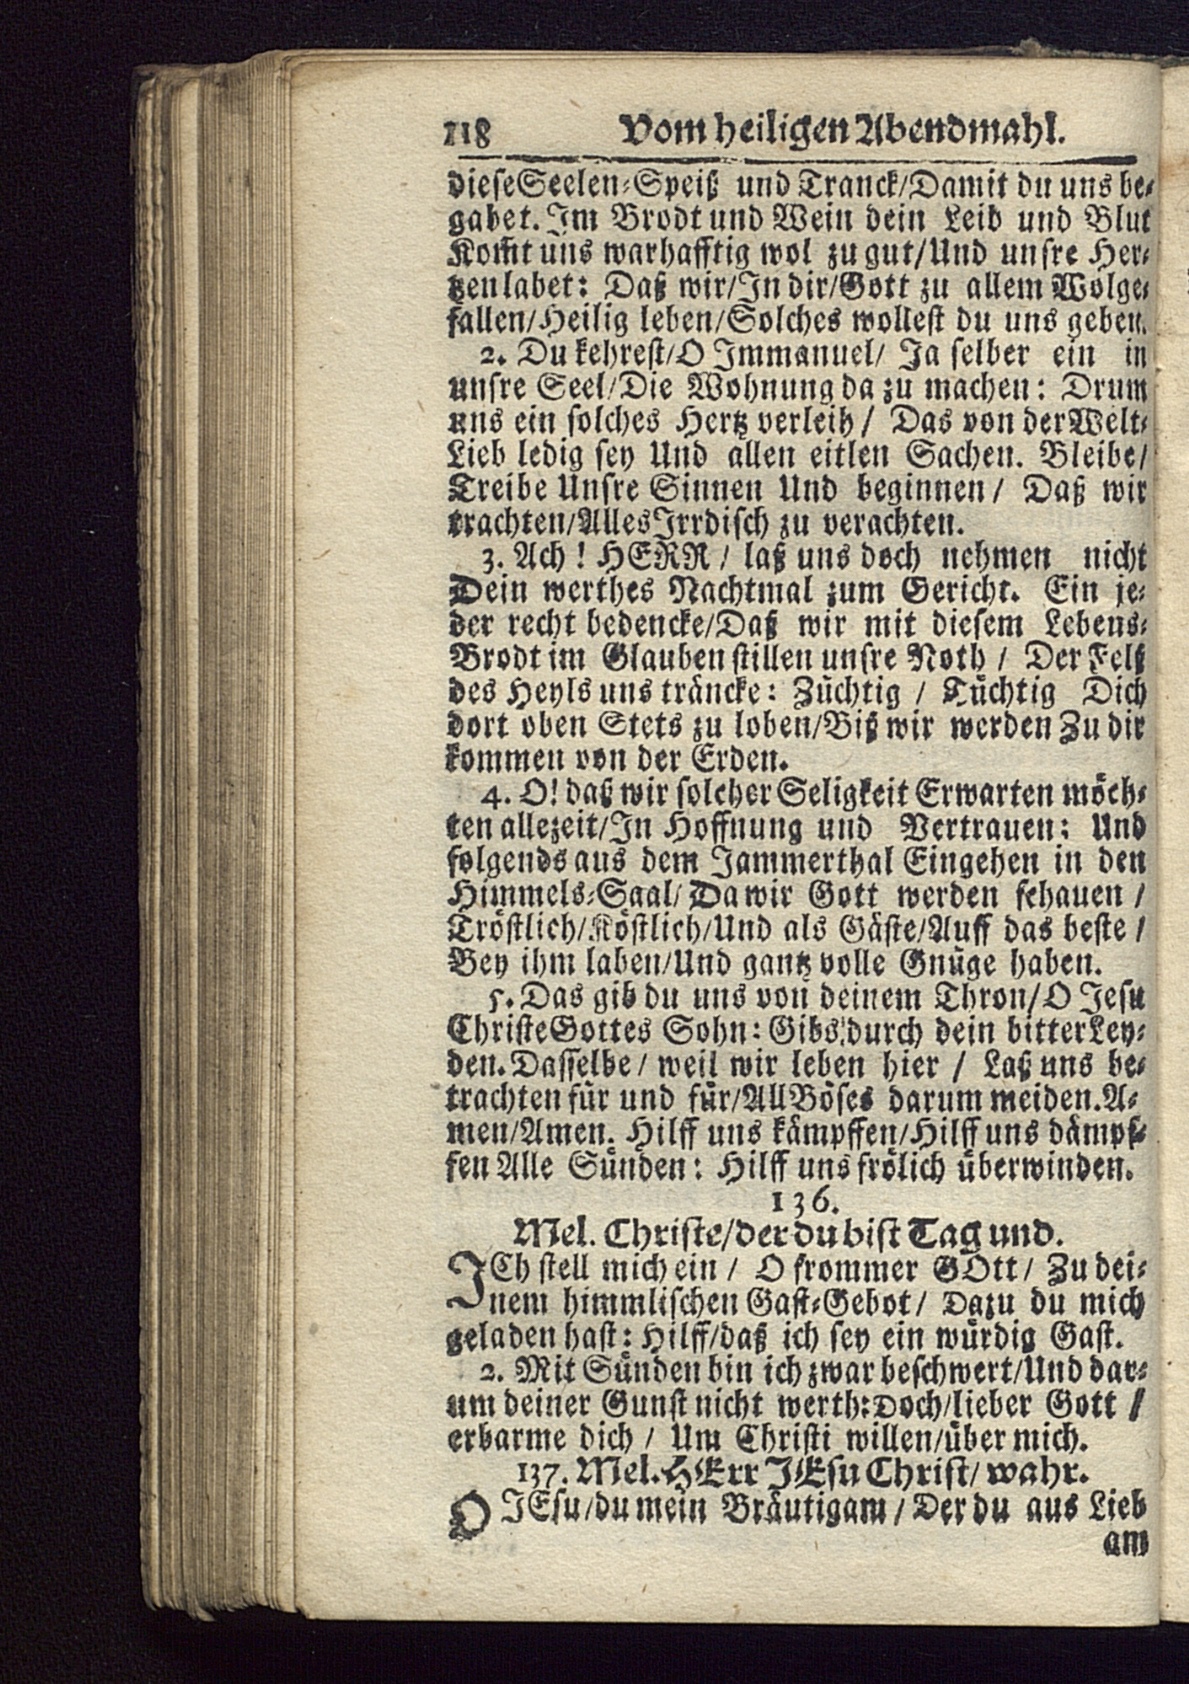 118 Vom heiligen Abendmahl.
diese Seelen-Speiß und Tranck/Damit du uns be-
gabet. Im Brodt und Wein dein Leib und Blut
Kom̃t uns warhafftig wol zu gut/Und unsre Her-
tzen labet: Daß wir/In dir/Gott zu allem Wolge-
fallen/Heilig leben/Solches wollest du uns geben.
2. Du kehrest/O Immanuel/ Ja selber ein in
unsre Seel/Die Wohnung da zu machen: Drum
uns ein solches Hertz verleih/ Das von der Welt-
Lieb ledig sey Und allen eitlen Sachen. Bleibe/
Treibe Unsre Sinnen Und beginnen/ Daß wir
trachten/Alles Irrdisch zu verachten.
3. Ach! HERR/ laß uns doch nehmen nicht
Dein werthes Nachtmal zum Gericht. Ein je-
der recht bedencke/Daß wir mit diesem Lebens-
Brodt im Glauben stillen unsre Noth/ Der Felß
des Heyls uns träncke: Züchtig/ Tüchtig Dich
dort oben Stets zu loben/Biß wir werden Zu dir
kommen von der Erden.
4. O! daß wir solcher Seligkeit Erwarten möch-
ten allezeit/In Hoffnung und Vertrauen: Und
folgends aus dem Jammerthal Eingehen in den
Himmels-Saal/ Da wir Gott werden schauen/
Tröstlich/Köstlich/Und als Gäste/Auff das beste/
Bey ihm laben/Und gantz volle Gnüge haben.
5. Das gib du uns von deinem Thron/O Jesu
Christe Gottes Sohn: Gibs durch dein bitter Ley-
den. Dasselbe/ weil wir leben hier/ Laß uns be-
trachten für und für/All Böses darum meiden. A-
men/Amen. Hilff uns kämpffen/Hilff uns dämpf-
fen Alle Sünden: Hilff uns frölich überwinden.
136.
Mel. Christe/der du bist Tag und.
ICh stell mich ein/ O frommer GOtt/ Zu dei-
nem himmlischen Gast-Gebot/ Dazu du mich
geladen hast: Hilff/daß ich sey ein würdig Gast.
2. Mit Sünden bin ich zwar beschwert/Und dar-
um deiner Gunst nicht werth: Doch/lieber Gott/
erbarme dich/ Um Christi willen/über mich.
137. Mel. HErr JEsu Christ/ wahr.
O JEsu/du mein Bräutigam/ Der du aus Lieb
am